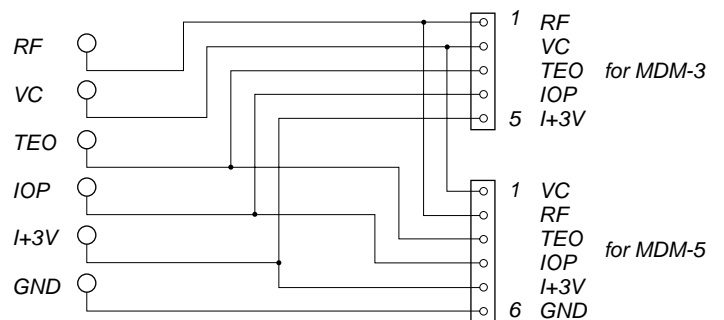 RF
VC
TEO
IOP
I+3V
GND
1 RF
VC
TEO for MDM-3
IOP
5 I+3V
1 VC
RF
TEO
for MDM-5
IOP
I+3V
6 GND